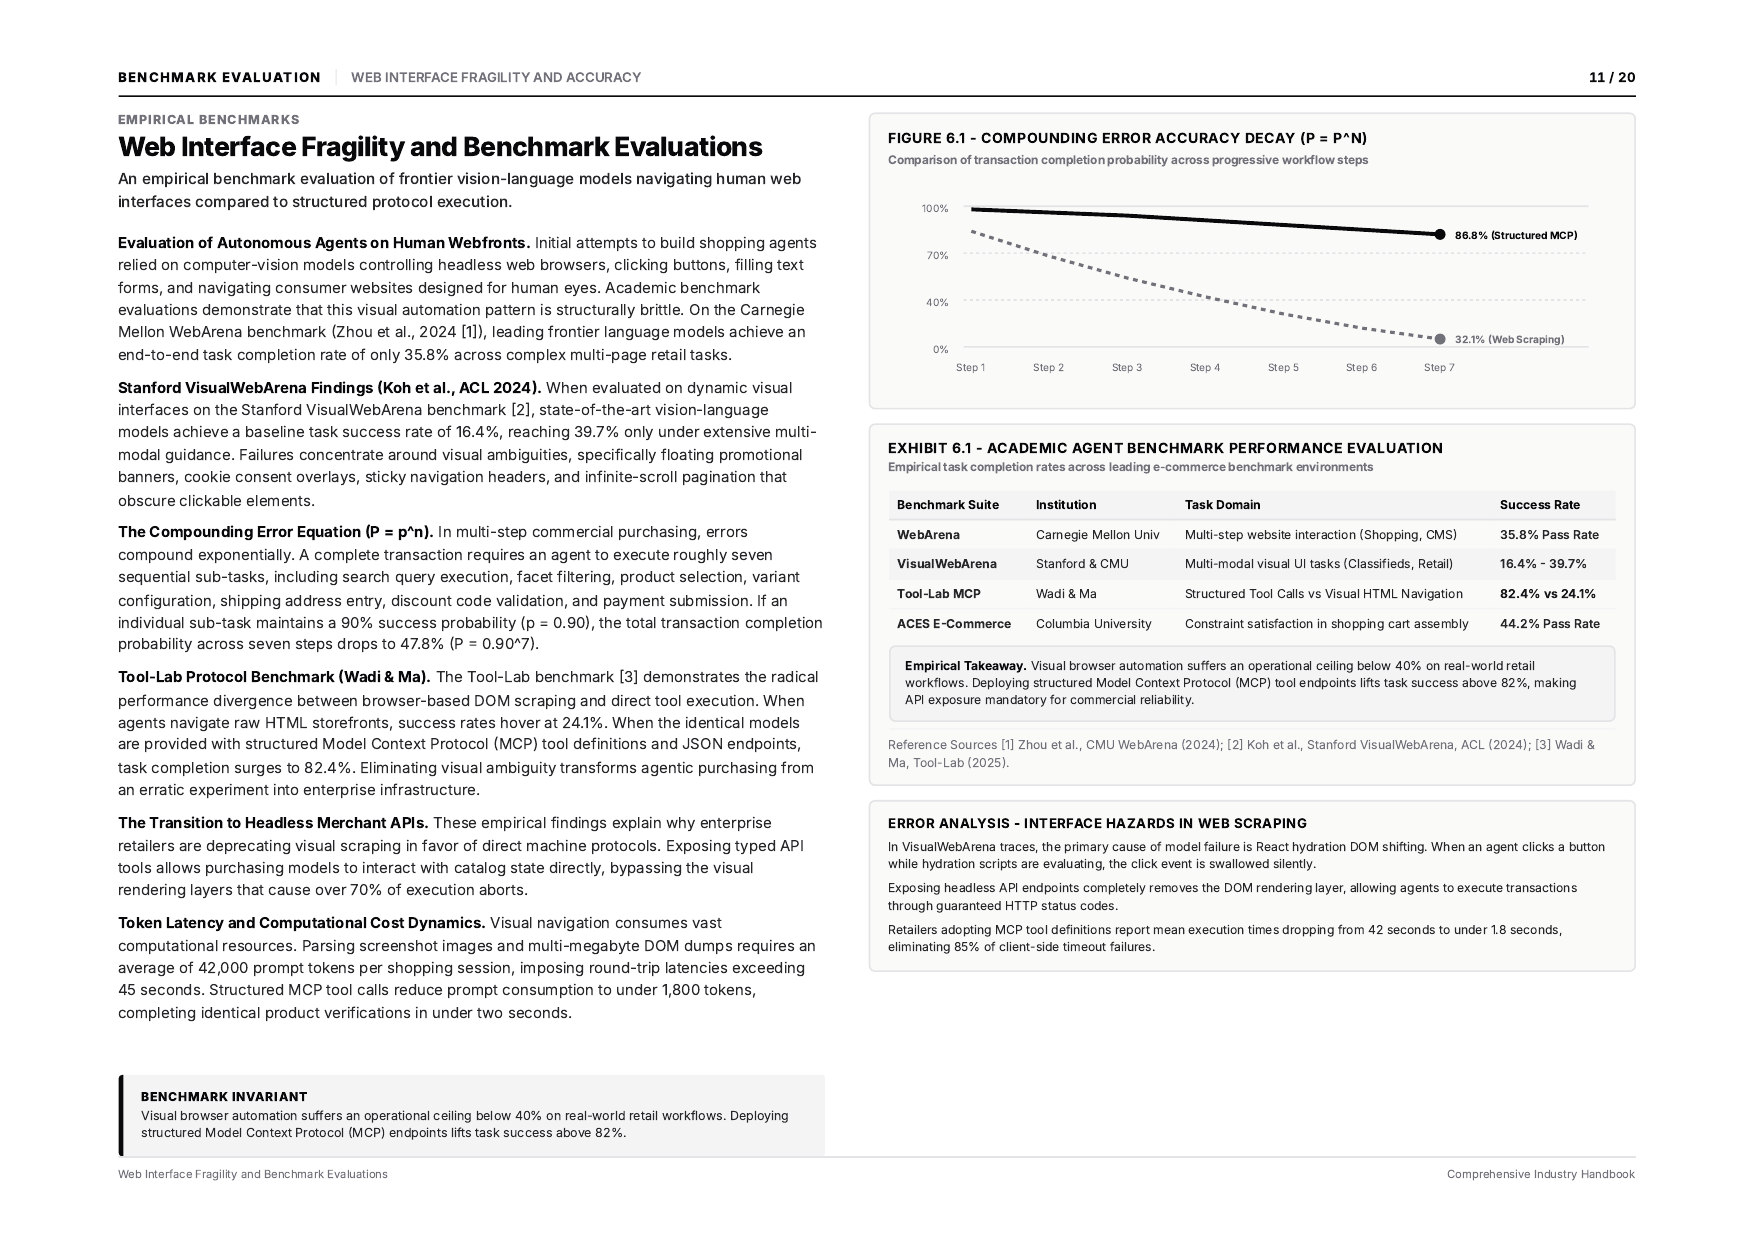 BENCHMARK EVALUATION
WEB INTERFACE FRAGILITY AND ACCURACY
11 / 20
EMPIRICAL BENCHMARKS
Web Interface Fragility and Benchmark Evaluations
An empirical benchmark evaluation of frontier vision-language models navigating human web
interfaces compared to structured protocol execution.
Evaluation of Autonomous Agents on Human Webfronts. Initial attempts to build shopping agents
relied on computer-vision models controlling headless web browsers, clicking buttons, filling text
forms, and navigating consumer websites designed for human eyes. Academic benchmark
evaluations demonstrate that this visual automation pattern is structurally brittle. On the Carnegie
Mellon WebArena benchmark (Zhou et al., 2024 [1]), leading frontier language models achieve an
end-to-end task completion rate of only 35.8% across complex multi-page retail tasks.
Stanford VisualWebArena Findings (Koh et al., ACL 2024). When evaluated on dynamic visual
interfaces on the Stanford VisualWebArena benchmark [2], state-of-the-art vision-language
models achieve a baseline task success rate of 16.4%, reaching 39.7% only under extensive multi-
modal guidance. Failures concentrate around visual ambiguities, specifically floating promotional
banners, cookie consent overlays, sticky navigation headers, and infinite-scroll pagination that
obscure clickable elements.
The Compounding Error Equation (P = p^n). In multi-step commercial purchasing, errors
compound exponentially. A complete transaction requires an agent to execute roughly seven
sequential sub-tasks, including search query execution, facet filtering, product selection, variant
configuration, shipping address entry, discount code validation, and payment submission. If an
individual sub-task maintains a 90% success probability (p = 0.90), the total transaction completion
probability across seven steps drops to 47.8% (P = 0.90^7).
Tool-Lab Protocol Benchmark (Wadi & Ma). The Tool-Lab benchmark [3] demonstrates the radical
performance divergence between browser-based DOM scraping and direct tool execution. When
agents navigate raw HTML storefronts, success rates hover at 24.1%. When the identical models
are provided with structured Model Context Protocol (MCP) tool definitions and JSON endpoints,
task completion surges to 82.4%. Eliminating visual ambiguity transforms agentic purchasing from
an erratic experiment into enterprise infrastructure.
The Transition to Headless Merchant APIs. These empirical findings explain why enterprise
retailers are deprecating visual scraping in favor of direct machine protocols. Exposing typed API
tools allows purchasing models to interact with catalog state directly, bypassing the visual
rendering layers that cause over 70% of execution aborts.
Token Latency and Computational Cost Dynamics. Visual navigation consumes vast
computational resources. Parsing screenshot images and multi-megabyte DOM dumps requires an
average of 42,000 prompt tokens per shopping session, imposing round-trip latencies exceeding
45 seconds. Structured MCP tool calls reduce prompt consumption to under 1,800 tokens,
completing identical product verifications in under two seconds.
BENCHMARK INVARIANT
Visual browser automation suffers an operational ceiling below 40% on real-world retail workflows. Deploying
structured Model Context Protocol (MCP) endpoints lifts task success above 82%.
FIGURE 6.1 - COMPOUNDING ERROR ACCURACY DECAY (P = P^N)
Comparison of transaction completion probability across progressive workflow steps
100%
70%
40%
0%
86.8% (Structured MCP)
32.1% (Web Scraping)
Step 1 Step 2 Step 3 Step 4 Step 5 Step 6 Step 7
EXHIBIT 6.1 - ACADEMIC AGENT BENCHMARK PERFORMANCE EVALUATION
Empirical task completion rates across leading e-commerce benchmark environments
Benchmark Suite Institution Task Domain Success Rate
WebArena Carnegie Mellon Univ Multi-step website interaction (Shopping, CMS) 35.8% Pass Rate
VisualWebArena Stanford & CMU Multi-modal visual UI tasks (Classifieds, Retail) 16.4% - 39.7%
Tool-Lab MCP Wadi & Ma Structured Tool Calls vs Visual HTML Navigation 82.4% vs 24.1%
ACES E-Commerce Columbia University Constraint satisfaction in shopping cart assembly 44.2% Pass Rate
Empirical Takeaway. Visual browser automation suffers an operational ceiling below 40% on real-world retail
workflows. Deploying structured Model Context Protocol (MCP) tool endpoints lifts task success above 82%, making
API exposure mandatory for commercial reliability.
Reference Sources [1] Zhou et al., CMU WebArena (2024); [2] Koh et al., Stanford VisualWebArena, ACL (2024); [3] Wadi &
Ma, Tool-Lab (2025).
ERROR ANALYSIS - INTERFACE HAZARDS IN WEB SCRAPING
In VisualWebArena traces, the primary cause of model failure is React hydration DOM shifting. When an agent clicks a button
while hydration scripts are evaluating, the click event is swallowed silently.
Exposing headless API endpoints completely removes the DOM rendering layer, allowing agents to execute transactions
through guaranteed HTTP status codes.
Retailers adopting MCP tool definitions report mean execution times dropping from 42 seconds to under 1.8 seconds,
eliminating 85% of client-side timeout failures.
Web Interface Fragility and Benchmark Evaluations
Comprehensive Industry Handbook